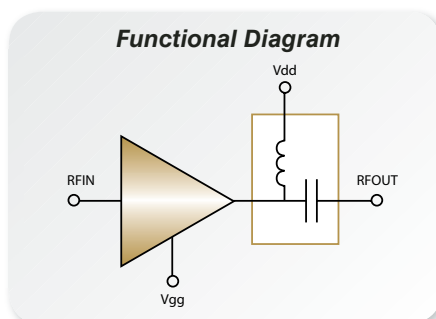 Functional Diagram
Vdd
RFIN
RFOUT
Vgg